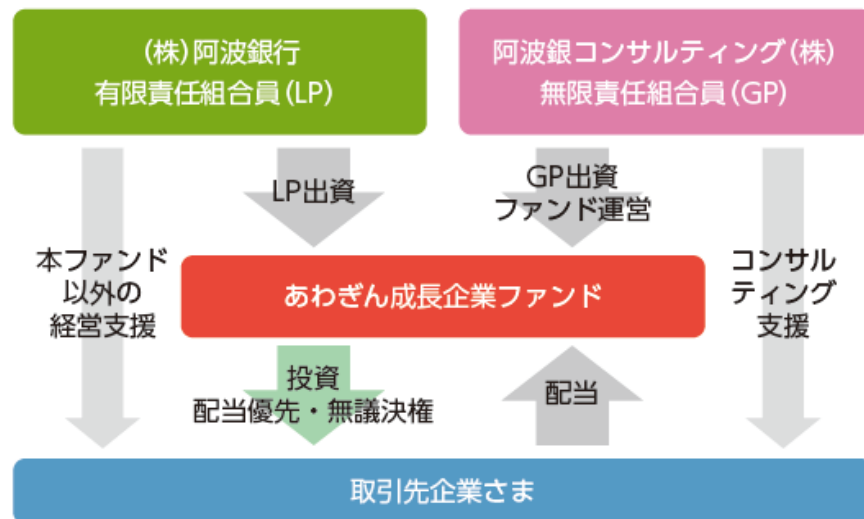 (株)阿波銀行
有限責任組合員(LP)
阿波銀コンサルティング(株)
無限責任組合員(GP)
LP出資
GP出資
ファンド運営
本ファンド
以外の
経営支援
あわぎん成長企業ファンド
コンサル
ティング
支援
投資
配当優先・無議決権
配当
取引先企業さま